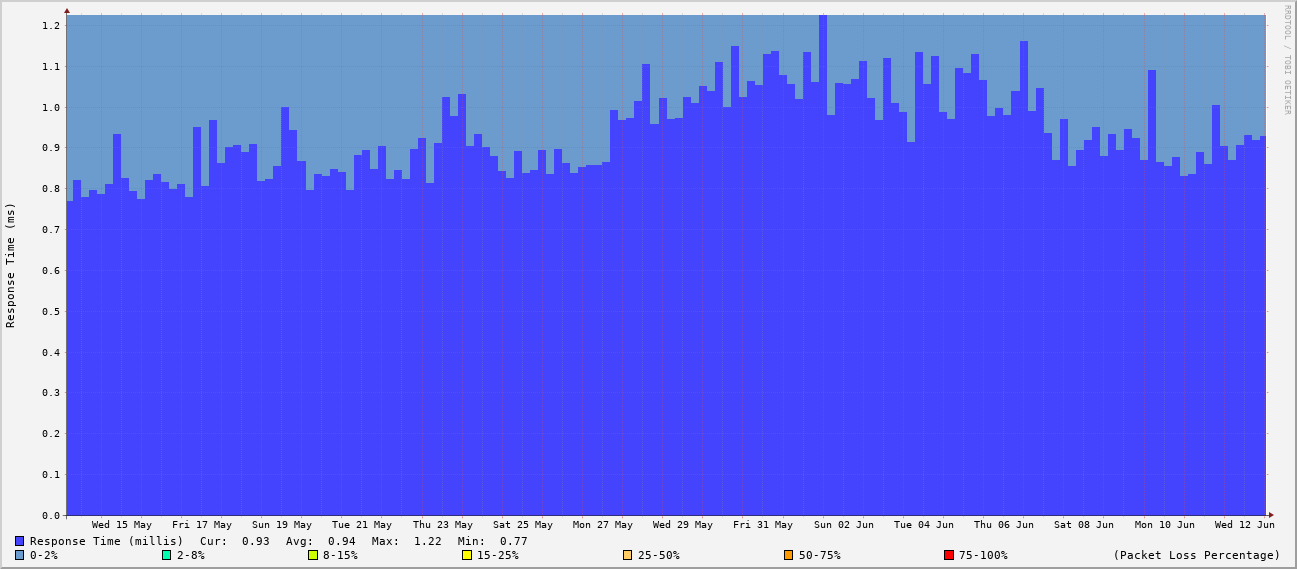 RRDTOOL / TOBI OETIKER
Response Time (ms)
1.2
1.1
1.0
0.9
0.8
0.7
0.6
0.5
0.4
0.3
0.2
0.1
0.0
Wed 15 May Fri 17 May Sun 19 May Tue 21 May Thu 23 May Sat 25 May Mon 27 May Wed 29 May Fri 31 May Sun 02 Jun Tue 04 Jun Thu 06 Jun Sat 08 Jun Mon 10 Jun Wed 12 Jun
Response Time (millis) Cur: 0.93 Avg: 0.94 Max: 1.22 Min: 0.77
0-2% 2-8% 8-15% 15-25% 25-50% 50-75% 75-100% (Packet Loss Percentage)